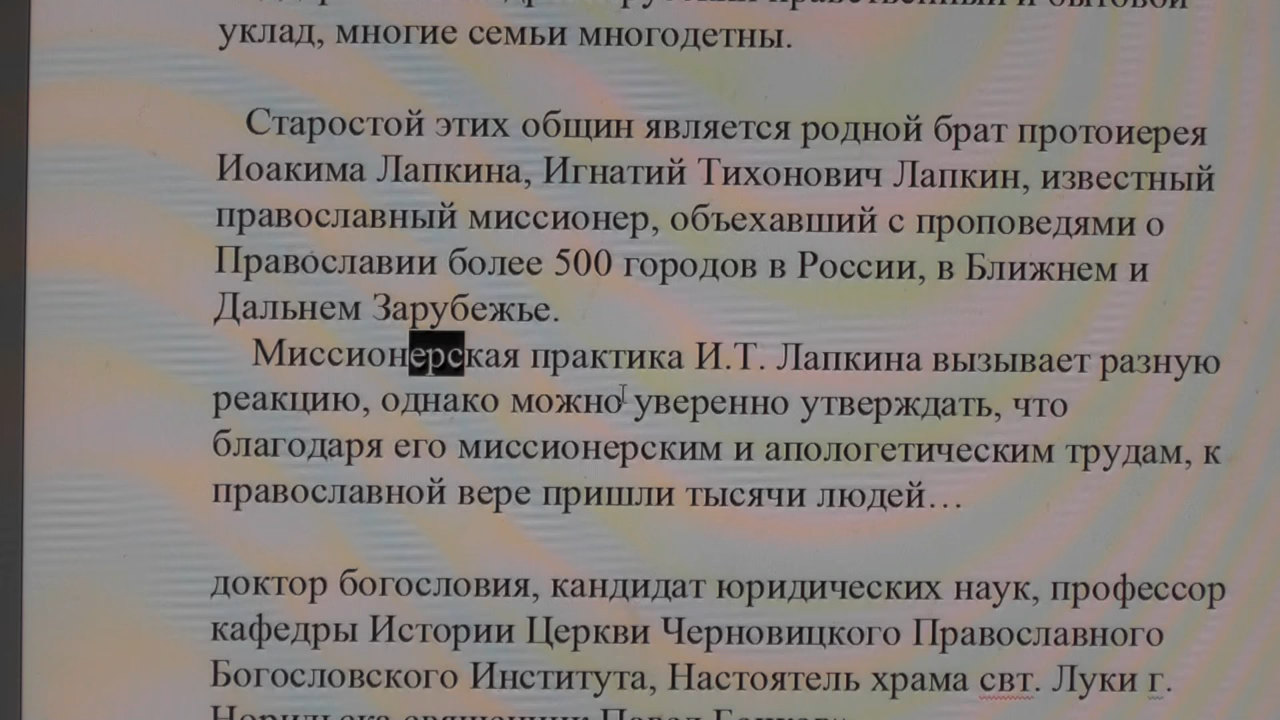 уклад, многие семьи многодетны.
Старостой этих общин является родной брат протоиерея
Иоакима Лапкина, Игнатий Тихонович Лапкин, известный
православный миссионер, объехавший с проповедями о
Православии более 500 городов в России, в Ближнем и
Дальнем Зарубежье.
Миссионерская практика И.Т. Лапкина вызывает разную
реакцию, однако можно уверенно утверждать, что
благодаря его миссионерским и апологетическим трудам, к
православной вере пришли тысячи людей…
доктор богословия, кандидат юридических наук, профессор
кафедры Истории Церкви Черновицкого Православного
Богословского Института, Настоятель храма свт. Луки г.